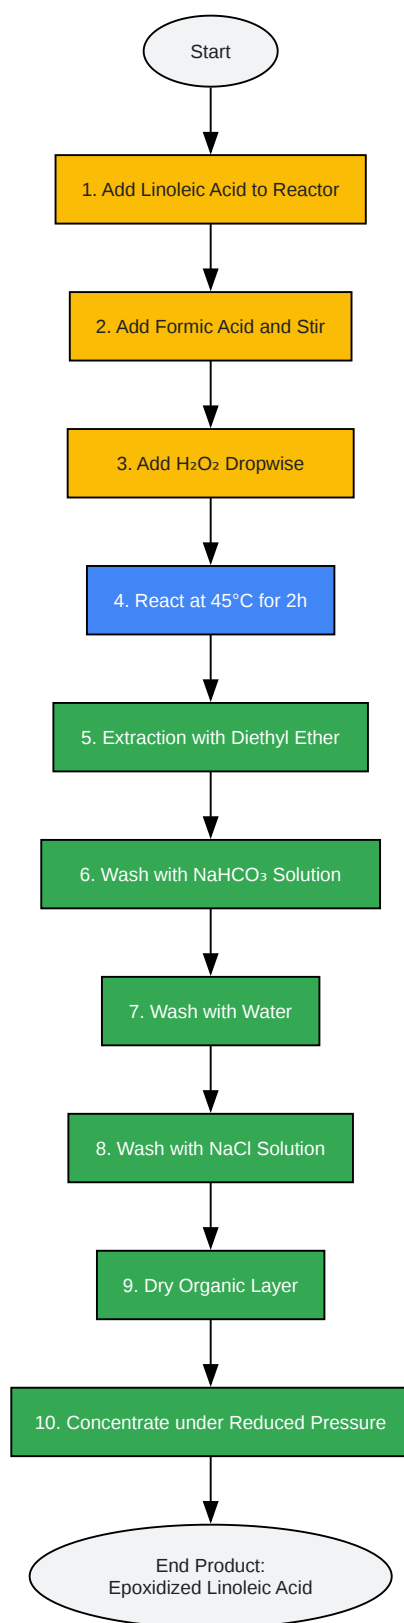 Start
1. Add Linoleic Acid to Reactor
2. Add Formic Acid and Stir
3. Add H₂O₂ Dropwise
4. React at 45°C for 2h
5. Extraction with Diethyl Ether
6. Wash with NaHCO₃ Solution
7. Wash with Water
8. Wash with NaCl Solution
9. Dry Organic Layer
10. Concentrate under Reduced Pressure
End Product:
Epoxidized Linoleic Acid